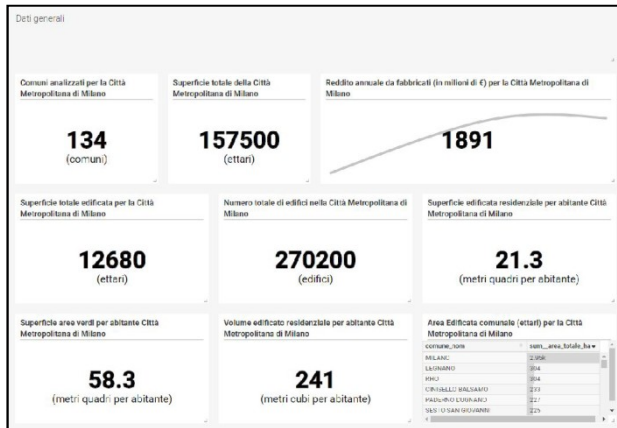 Dati generali
Comuni analizzati per la Città
Metropolitana di Milano
134
(comuni)
Superficie totale della Città
Metropolitana di Milano
157500
(ettari)
Reddito annuale da fabbricati (in milioni di €) per la Città Metropolitana di
Milano
1891
Superficie totale edificata per la Città
Metropolitana di Milano
12680
(ettari)
Numero totale di edifici nella Città Metropolitana di
Milano
270200
(edifici)
Superficie edificata residenziale per abitante Città
Metropolitana di Milano
21.3
(metri quadri per abitante)
Superficie aree verdi per abitante Città
Metropolitana di Milano
58.3
(metri quadri per abitante)
Volume edificato residenziale per abitante Città
Metropolitana di Milano
241
(metri cubi per abitante)
Area Edificata comunale (ettari) per la Città
Metropolitana di Milano
comune_nom sum__area_totale_ha
MILANO
LEGNANO
RHO
CINISELLO BALSAMO
PADERNO DUGNANO
SESTO SAN GIOVANNI